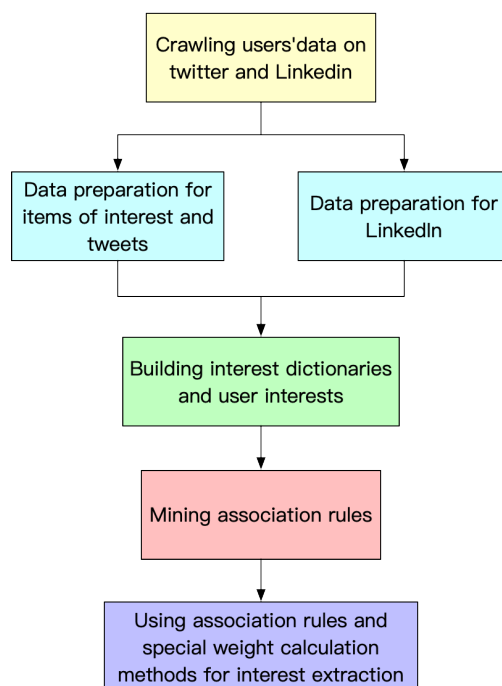 Crawling users'data on
twitter and Linkedin
Data preparation for
items of interest and
tweets
Data preparation for
LinkedIn
Building interest dictionaries
and user interests
Mining association rules
Using association rules and
special weight calculation
methods for interest extraction